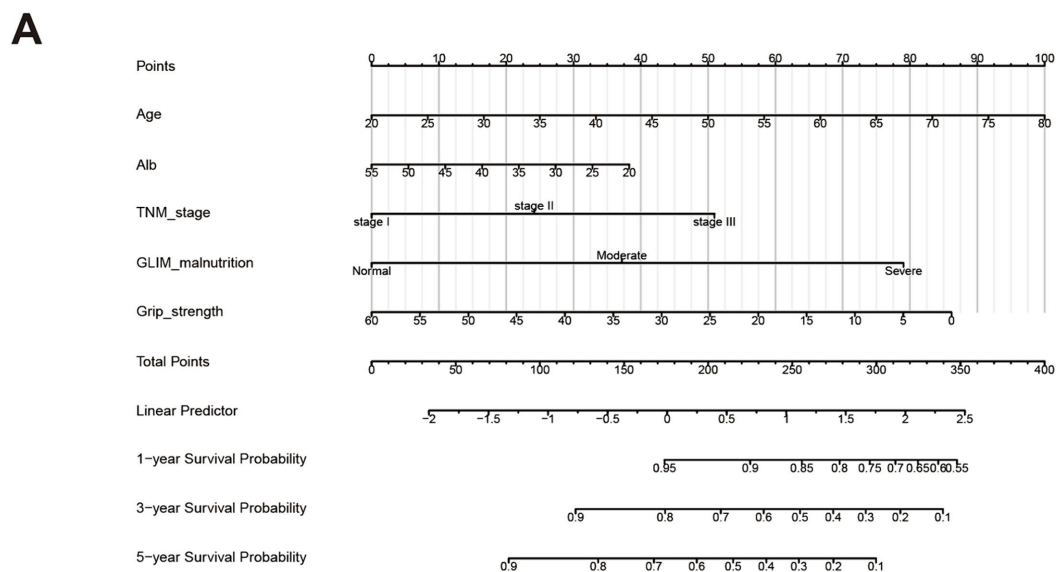 A
Points 0 10 20 30 40 50 60 70 80 90 100
Age 20 25 30 35 40 45 50 55 60 65 70 75 80
Alb 55 50 45 40 35 30 25 20
TNM_stage stage I stage II stage III
GLIM_malnutrition Normal Moderate Severe
Grip_strength 60 55 50 45 40 35 30 25 20 15 10 5 0
Total Points 0 50 100 150 200 250 300 350 400
Linear Predictor −2 −1.5 −1 −0.5 0 0.5 1 1.5 2 2.5
1−year Survival Probability 0.95 0.9 0.85 0.8 0.75 0.7 0.65 0.6 0.55
3−year Survival Probability 0.9 0.8 0.7 0.6 0.5 0.4 0.3 0.2 0.1
5−year Survival Probability 0.9 0.8 0.7 0.6 0.5 0.4 0.3 0.2 0.1